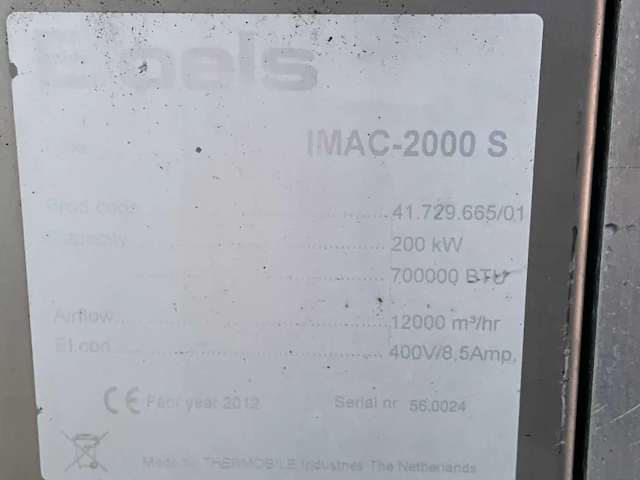 Boels
Type IMAC-2000 S
Prod.code 41.729.665/01
Capacity 200 kW
700000 BTU
Airflow 12000 m³/hr
El.con 400V/8,5Amp.
CE Fabr year 2012 Serial nr 56.0024
Made by THERMOBILE Industries The Netherlands